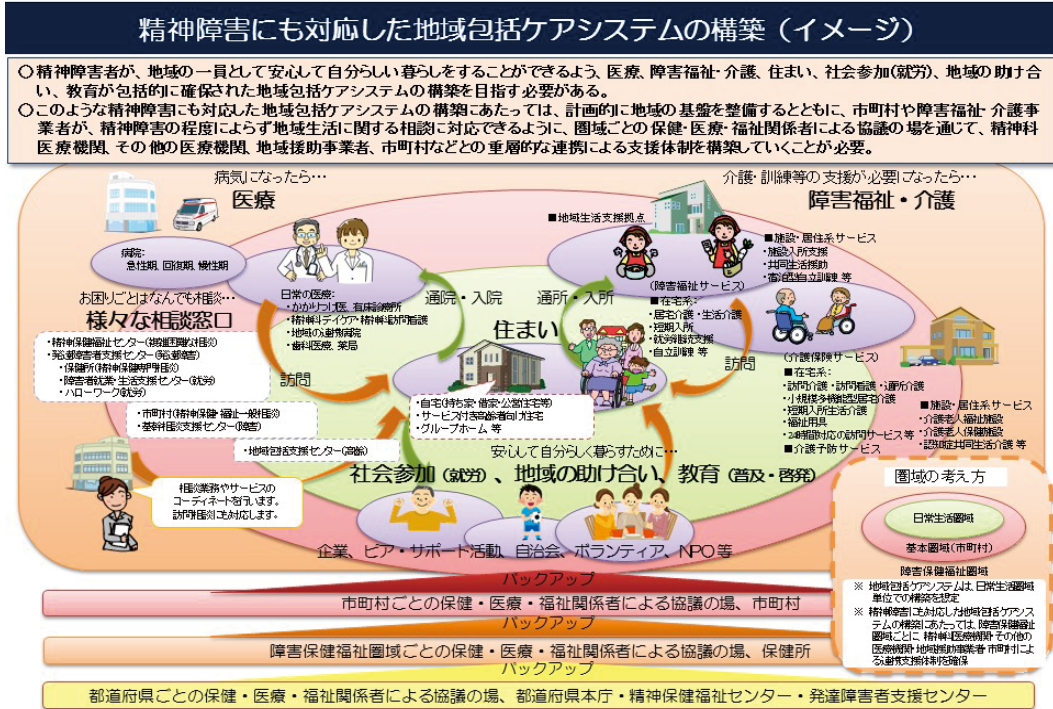 精神障害にも対応した地域包括ケアシステムの構築（イメージ）
○精神障害者が、地域の一員として安心して自分らしい暮らしをすることができるよう、医療、障害福祉・介護、住まい、社会参加(就労)、地域の助け合
い、教育が包括的に確保された地域包括ケアシステムの構築を目指す必要がある。
○このような精神障害にも対応した地域包括ケアシステムの構築にあたっては、計画的に地域の基盤を整備するとともに、市町村や障害福祉・介護事
業者が、精神障害の程度によらず地域生活に関する相談に対応できるように、圏域ごとの保健・医療・福祉関係者による協議の場を通じて、精神科
医療機関、その他の医療機関、地域援助事業者、市町村などとの重層的な連携による支援体制を構築していくことが必要。
病気になったら…
医療
病院:
急性期、回復期、慢性期
日常の医療:
・かかりつけ医、有床診療所
・精神科デイケア・精神科訪問看護
・地域の連携病院
・歯科医療、薬局
介護・訓練等の支援が必要になったら…
障害福祉・介護
■地域生活支援拠点
■施設・居住系サービス
・施設入所支援
・共同生活援助
・宿泊型自立訓練 等
(障害福祉サービス)
■在宅系:
・居宅介護・生活介護
・短期入所
・就労継続支援
・自立訓練 等
(介護保険サービス)
■在宅系:
・訪問介護・訪問看護・通所介護
・小規模多機能型居宅介護
・短期入所生活介護
・福祉用具
・24時間対応の訪問サービス等
■介護予防サービス
■施設・居住系サービス
・介護老人福祉施設
・介護老人保健施設
・認知症共同生活介護 等
お困りごとはなんでも相談…
様々な相談窓口
・精神保健福祉センター(複雑困難な相談)
・発達障害者支援センター(発達障害)
・保健所(精神保健専門相談)
・障害者就業・生活支援センター(就労)
・ハローワーク(就労)
・市町村(精神保健・福祉一般相談)
・基幹相談支援センター(障害)
・地域包括支援センター(高齢)
相談業務やサービスの
コーディネートを行います。
訪問相談にも対応します。
通院・入院
通所・入所
訪問
訪問
住まい
・自宅(持ち家・借家・公営住宅等)
・サービス付き高齢者向け住宅
・グループホーム 等
安心して自分らしく暮らすために…
社会参加(就労)、地域の助け合い、教育(普及・啓発)
企業、ピア・サポート活動、自治会、ボランティア、NPO等
圏域の考え方
日常生活圏域
基本圏域(市町村)
障害保健福祉圏域
※ 地域包括ケアシステムは、日常生活圏域
単位での構築を想定
※ 精神障害にも対応した地域包括ケアシス
テムの構築にあたっては、障害保健福祉
圏域ごとに、精神科医療機関・その他の
医療機関・地域援助事業者・市町村によ
る連携支援体制を確保
バックアップ
市町村ごとの保健・医療・福祉関係者による協議の場、市町村
バックアップ
障害保健福祉圏域ごとの保健・医療・福祉関係者による協議の場、保健所
バックアップ
都道府県ごとの保健・医療・福祉関係者による協議の場、都道府県本庁・精神保健福祉センター・発達障害者支援センター